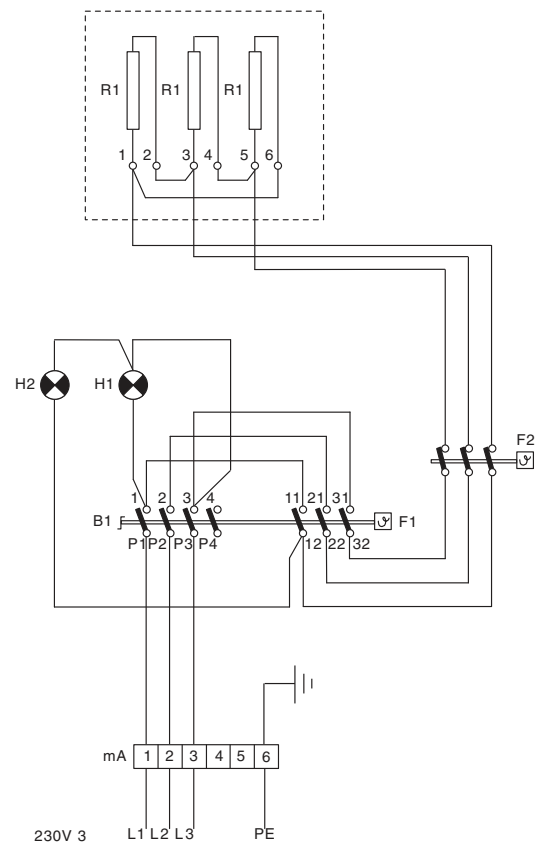 R1 R1 R1
1 2 3 4 5 6
H2 H1
F2
1 2 3 4 11 21 31
B1 F1
P1 P2 P3 P4 12 22 32
mA 1 2 3 4 5 6
230V 3 L1 L2 L3 PE